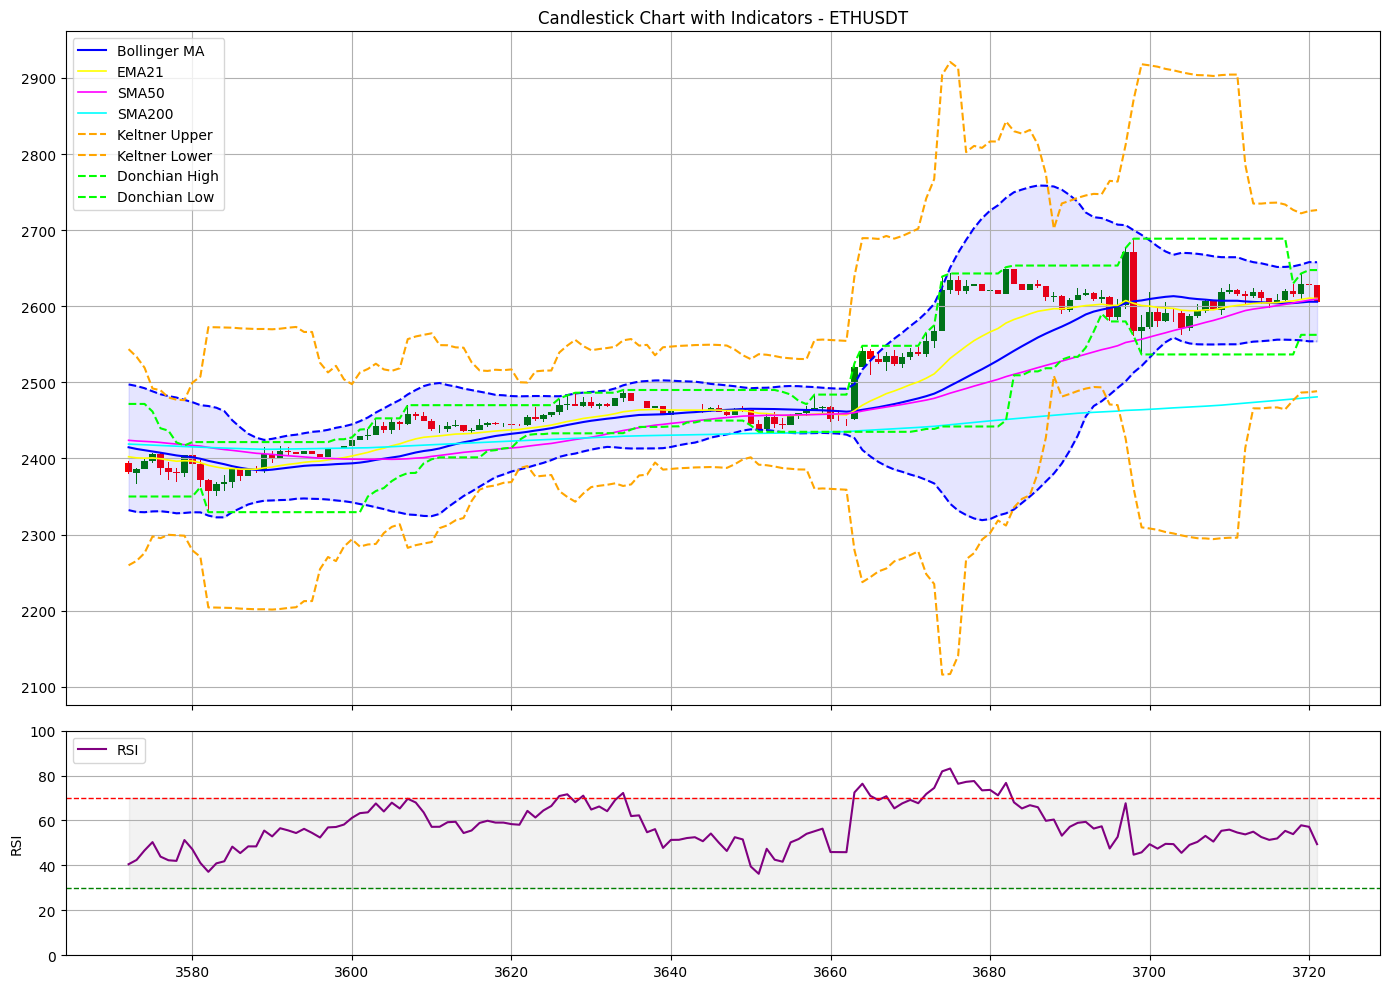 Candlestick Chart with Indicators - ETHUSDT
Bollinger MA
EMA21
SMA50
SMA200
Keltner Upper
Keltner Lower
Donchian High
Donchian Low
2900
2800
2700
2600
2500
2400
2300
2200
2100
RSI
100
80
60
40
20
0
RSI
3580 3600 3620 3640 3660 3680 3700 3720